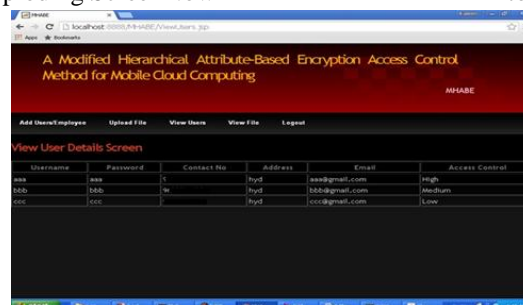 MHABE
localhost:8888/MHABE/ViewUsers.jsp
Apps Bookmarks
A Modified Hierarchical Attribute-Based Encryption Access Control
Method for Mobile Cloud Computing
MHABE
Add Users/Employee Upload File View Users View File Logout
View User Details Screen
Username Password Contact No Address Email Access Control
aaa aaa hyd aaa@gmail.com High
bbb bbb hyd bbb@gmail.com Medium
ccc ccc hyd ccc@gmail.com Low